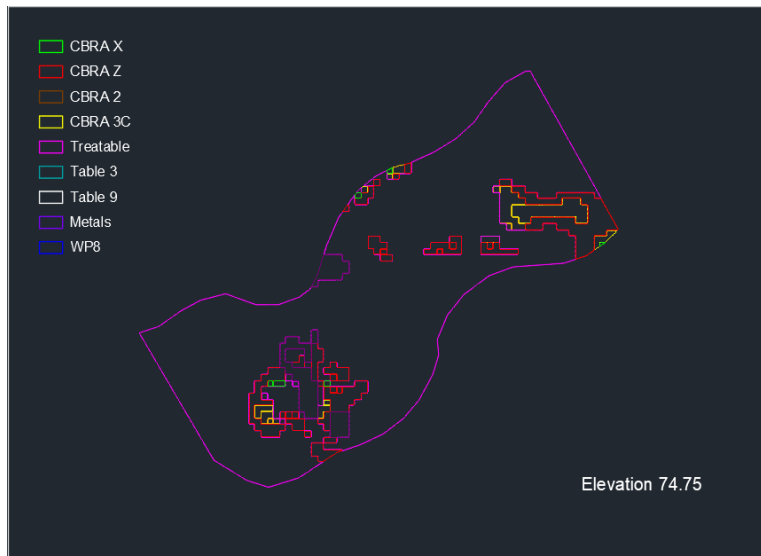 CBRA X
CBRA Z
CBRA 2
CBRA 3C
Treatable
Table 3
Table 9
Metals
WP8
Elevation 74.75